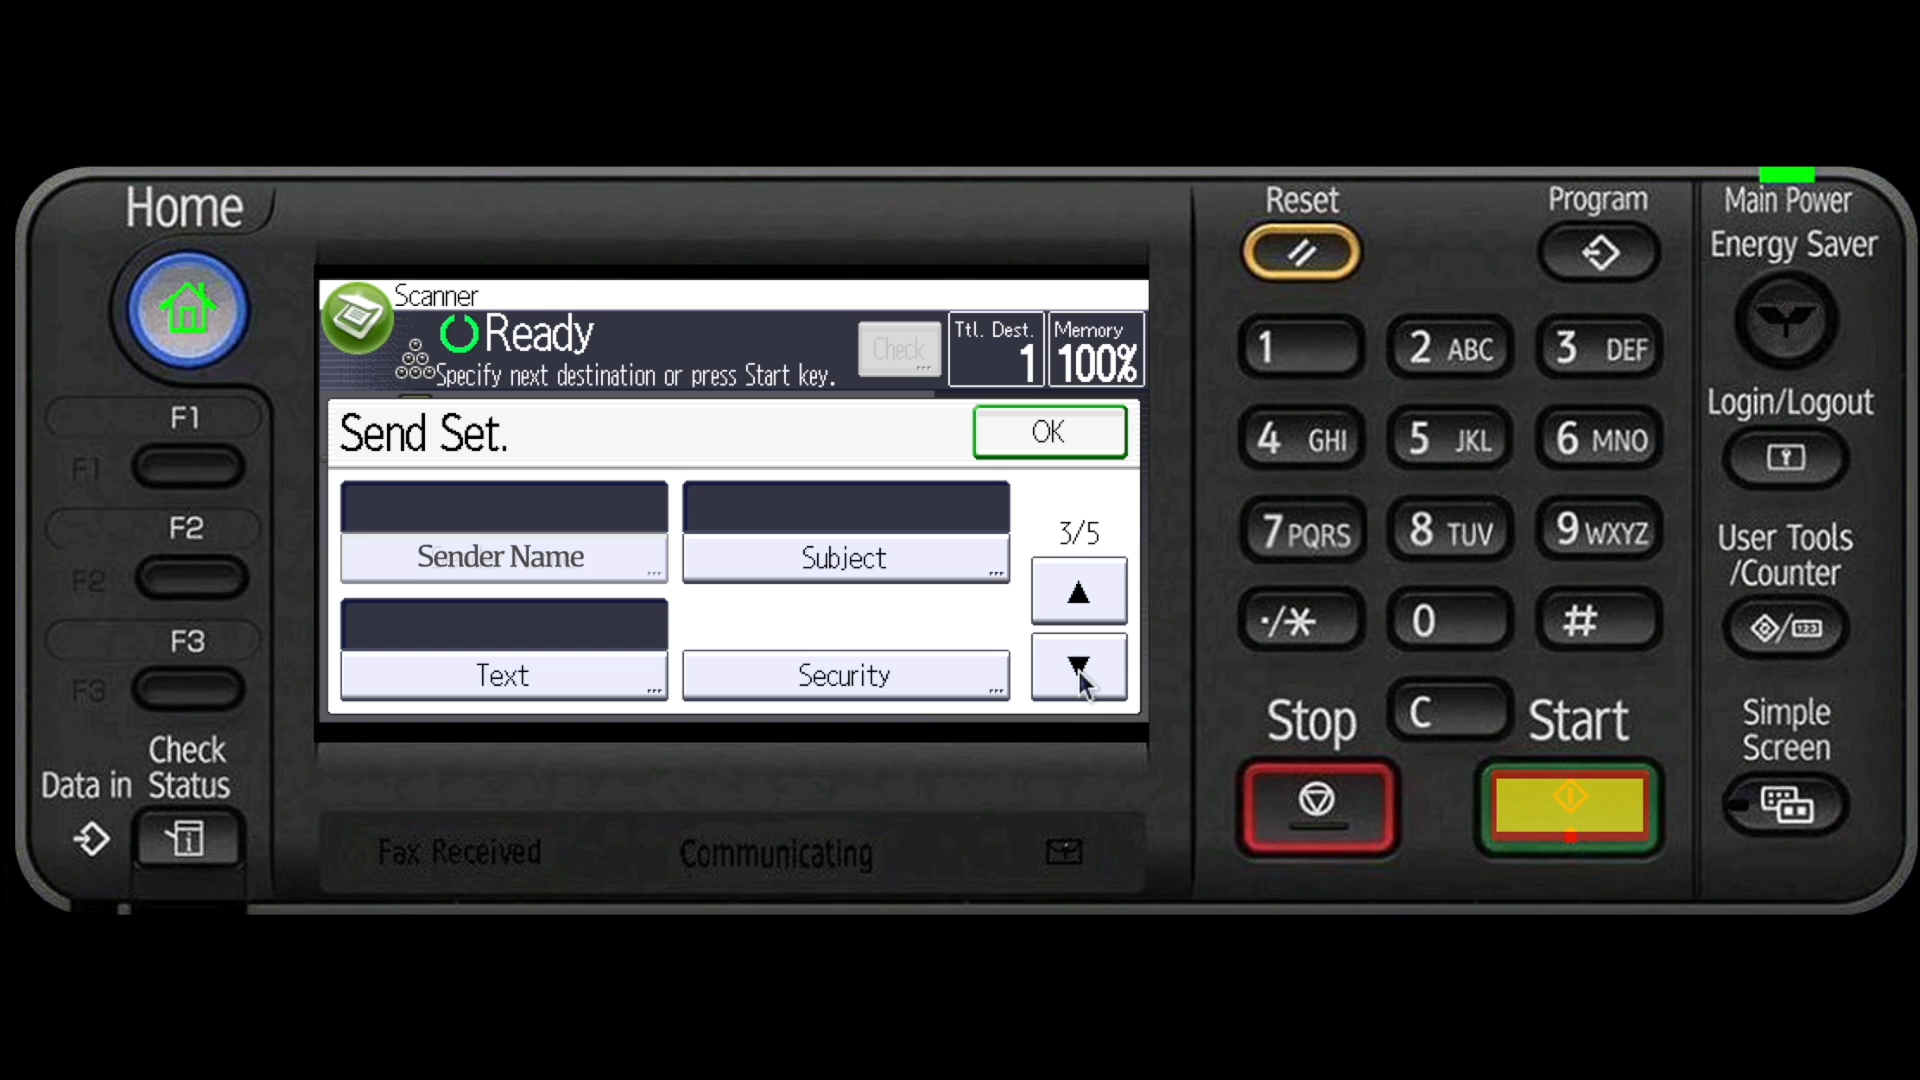 Home
F1
F1
F2
F2
F3
F3
Check
Data in Status
Scanner
Ready
Specify next destination or press Start key.
Check
...
Ttl. Dest.
1
Memory
100%
Send Set.
OK
Sender Name
...
Subject
...
3/5
▲
Text
...
Security
...
▼
Fax Received
Communicating
Reset
Program
1
2 ABC
3 DEF
4 GHI
5 JKL
6 MNO
7 PQRS
8 TUV
9 WXYZ
·/*
0
#
Stop
C
Start
Main Power
Energy Saver
Login/Logout
User Tools
/Counter
123
Simple
Screen